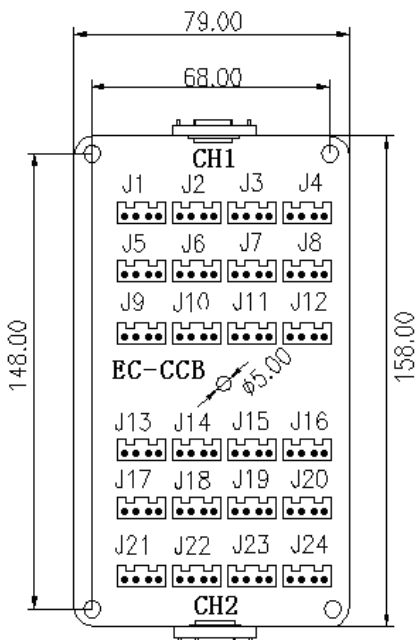 79.00
68.00
CH1
J1 J2 J3 J4
J5 J6 J7 J8
J9 J10 J11 J12
148.00
158.00
EC-CCB
ϕ5.00
J13 J14 J15 J16
J17 J18 J19 J20
J21 J22 J23 J24
CH2